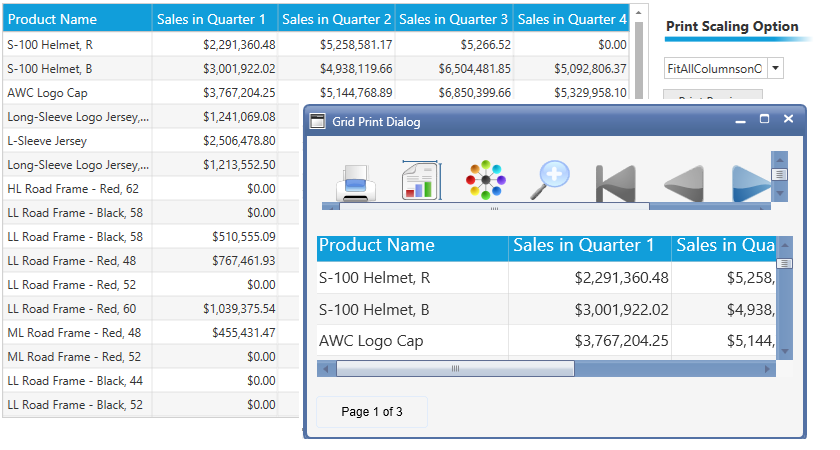 Product Name Sales in Quarter 1 Sales in Quarter 2 Sales in Quarter 3 Sales in Quarter 4
S-100 Helmet, R $2,291,360.48 $5,258,581.17 $5,266.52 $0.00
S-100 Helmet, B $3,001,922.02 $4,938,119.66 $6,504,481.85 $5,092,806.37
AWC Logo Cap $3,767,204.25 $5,144,768.89 $6,850,399.66 $5,329,958.10
Long-Sleeve Logo Jersey,... $1,241,069.08
L-Sleeve Jersey $2,506,478.80
Long-Sleeve Logo Jersey,... $1,213,552.50
HL Road Frame - Red, 62 $0.00
LL Road Frame - Black, 58 $0.00
LL Road Frame - Black, 58 $510,555.09
LL Road Frame - Red, 48 $767,461.93
LL Road Frame - Red, 52 $0.00
LL Road Frame - Red, 60 $1,039,375.54
ML Road Frame - Red, 48 $455,431.47
ML Road Frame - Red, 52 $0.00
LL Road Frame - Black, 44 $0.00
LL Road Frame - Black, 52 $0.00
Print Scaling Option
FitAllColumnsonO
Grid Print Dialog
Product Name Sales in Quarter 1 Sales in Qua
S-100 Helmet, R $2,291,360.48 $5,258,
S-100 Helmet, B $3,001,922.02 $4,938,
AWC Logo Cap $3,767,204.25 $5,144,
Page 1 of 3